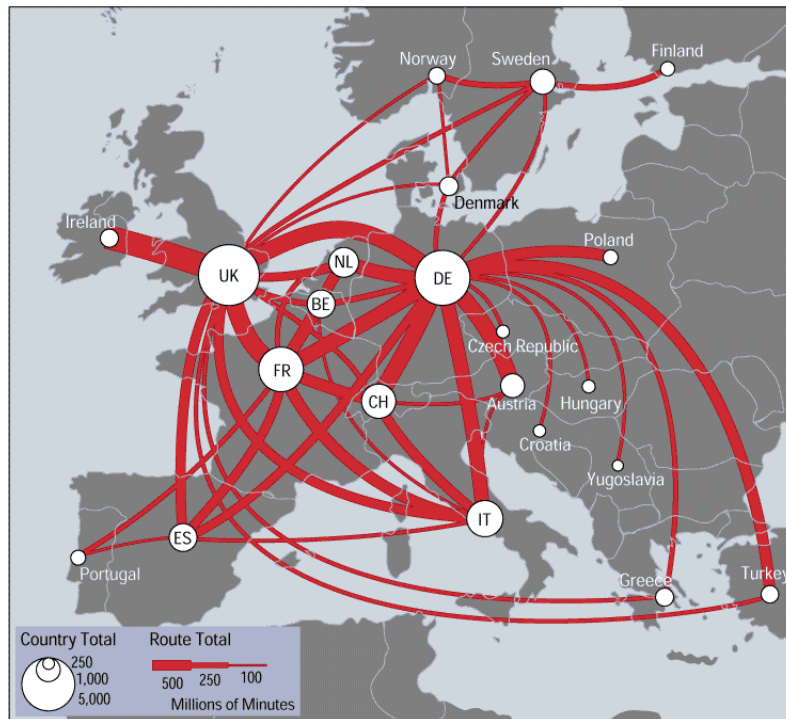 Norway
Sweden
Finland
Denmark
Ireland
UK
NL
DE
Poland
BE
Czech Republic
FR
CH
Austria
Hungary
Croatia
Yugoslavia
IT
ES
Portugal
Greece
Turkey
Country Total
250
1,000
5,000
Route Total
500 250 100
Millions of Minutes